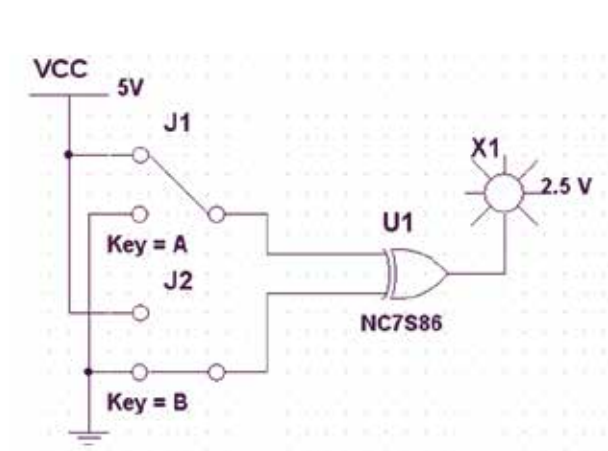 VCC
5V
J1
X1
2.5 V
Key = A
U1
J2
NC7S86
Key = B